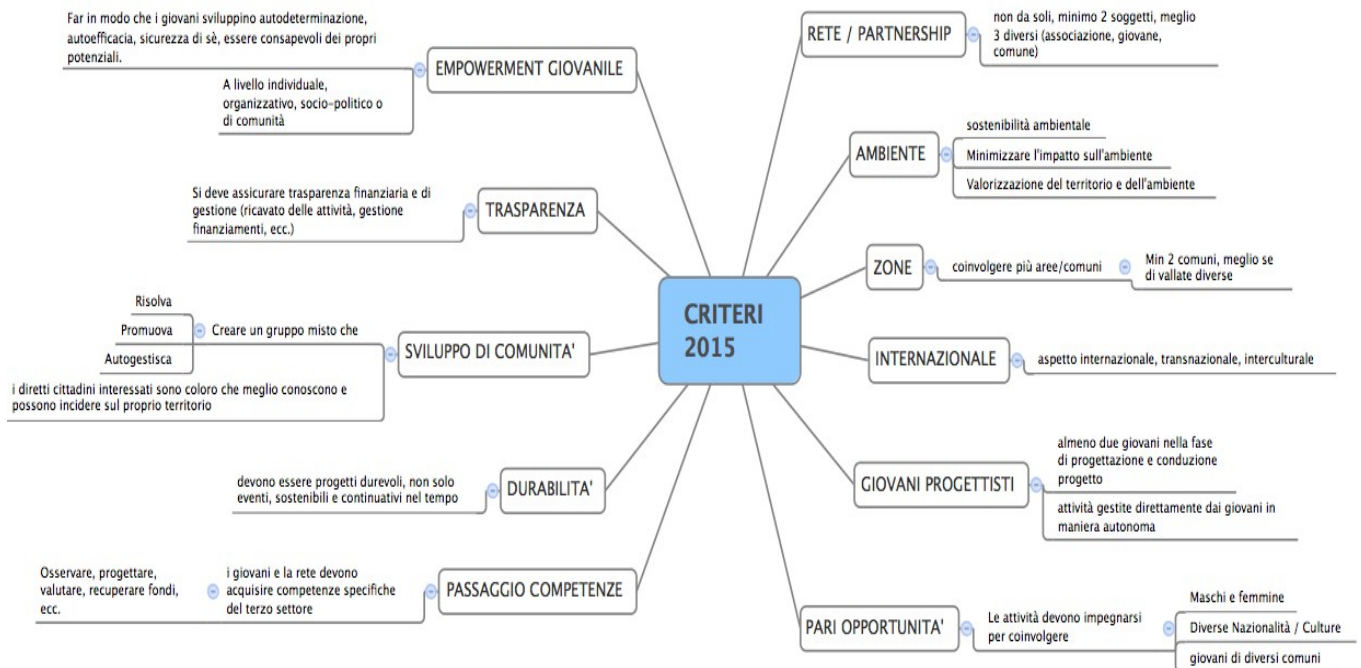 CRITERI
2015
Far in modo che i giovani sviluppino autodeterminazione,
autoefficacia, sicurezza di sè, essere consapevoli dei propri
potenziali.
EMPOWERMENT GIOVANILE
A livello individuale,
organizzativo, socio-politico o
di comunità
Si deve assicurare trasparenza finanziaria e di
gestione (ricavato delle attività, gestione
finanziamenti, ecc.)
TRASPARENZA
Risolva
Promuova
Autogestisca
Creare un gruppo misto che
SVILUPPO DI COMUNITA'
i diretti cittadini interessati sono coloro che meglio conoscono e
possono incidere sul proprio territorio
devono essere progetti durevoli, non solo
eventi, sostenibili e continuativi nel tempo
DURABILITA'
Osservare, progettare,
valutare, recuperare fondi,
ecc.
i giovani e la rete devono
acquisire competenze specifiche
del terzo settore
PASSAGGIO COMPETENZE
RETE / PARTNERSHIP
non da soli, minimo 2 soggetti, meglio
3 diversi (associazione, giovane,
comune)
AMBIENTE
sostenibilità ambientale
Minimizzare l'impatto sull'ambiente
Valorizzazione del territorio e dell'ambiente
ZONE
coinvolgere più aree/comuni
Min 2 comuni, meglio se
di vallate diverse
INTERNAZIONALE
aspetto internazionale, transnazionale, interculturale
GIOVANI PROGETTISTI
almeno due giovani nella fase
di progettazione e conduzione
progetto
attività gestite direttamente dai giovani in
maniera autonoma
PARI OPPORTUNITA'
Le attività devono impegnarsi
per coinvolgere
Maschi e femmine
Diverse Nazionalità / Culture
giovani di diversi comuni